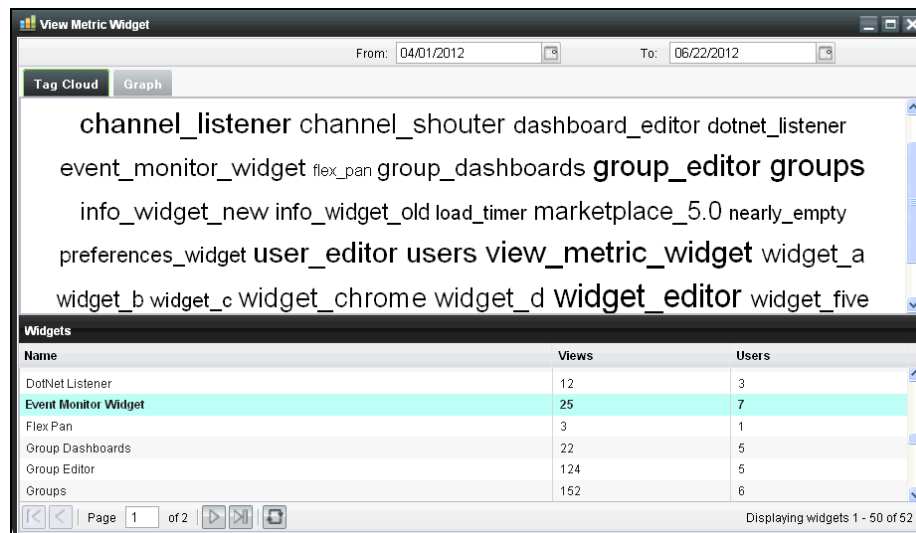 View Metric Widget
From: 04/01/2012 To: 06/22/2012
Tag Cloud Graph
channel_listener channel_shouter dashboard_editor dotnet_listener
event_monitor_widget flex_pan group_dashboards group_editor groups
info_widget_new info_widget_old load_timer marketplace_5.0 nearly_empty
preferences_widget user_editor users view_metric_widget widget_a
widget_b widget_c widget_chrome widget_d widget_editor widget_five
Widgets
Name Views Users
DotNet Listener 12 3
Event Monitor Widget 25 7
Flex Pan 3 1
Group Dashboards 22 5
Group Editor 124 5
Groups 152 6
Page 1 of 2 Displaying widgets 1 - 50 of 52